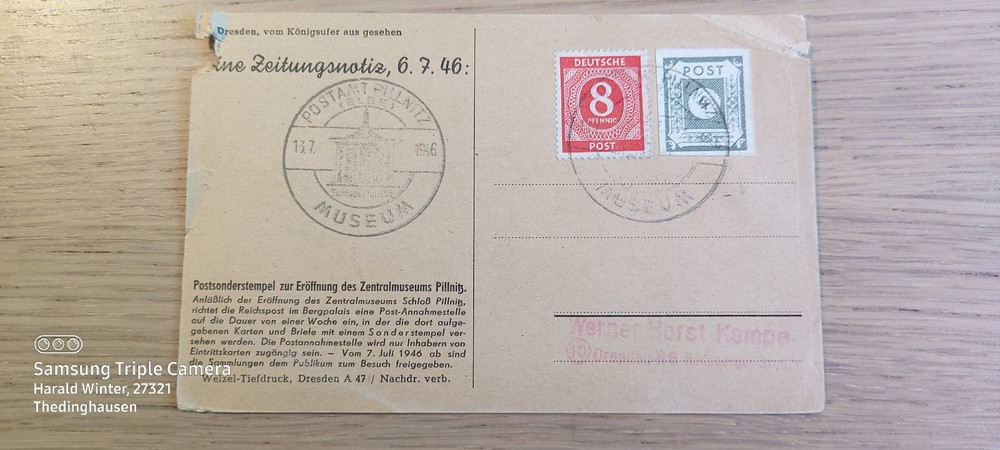 Dresden, vom Königsufer aus gesehen
ine Zeitungsnotiz, 6. 7. 46:
POSTAMT PILLNITZ
(ELBE)
13.7. 1946
MUSEUM
DEUTSCHE
8
PFENNIG
POST
POST
MUSEUM
Postsonderstempel zur Eröffnung des Zentralmuseums Pillnitz.
Anläßlich der Eröffnung des Zentralmuseums Schloß Pillnitz,
richtet die Reichspost im Bergpalais eine Post-Annahmestelle
auf die Dauer von einer Woche ein, in der die dort aufge-
gebenen Karten und Briefe mit einem Sonderstempel ver-
sehen werden. Die Postannahmestelle wird nur Inhabern von
Eintrittskarten zugängig sein. – Vom 7. Juli 1946 ab sind
die Sammlungen dem Publikum zum Besuch freigegeben.
Welzel-Tiefdruck, Dresden A 47 / Nachdr. verb.
Werner Horst Kempe
Samsung Triple Camera
Harald Winter, 27321
Thedinghausen